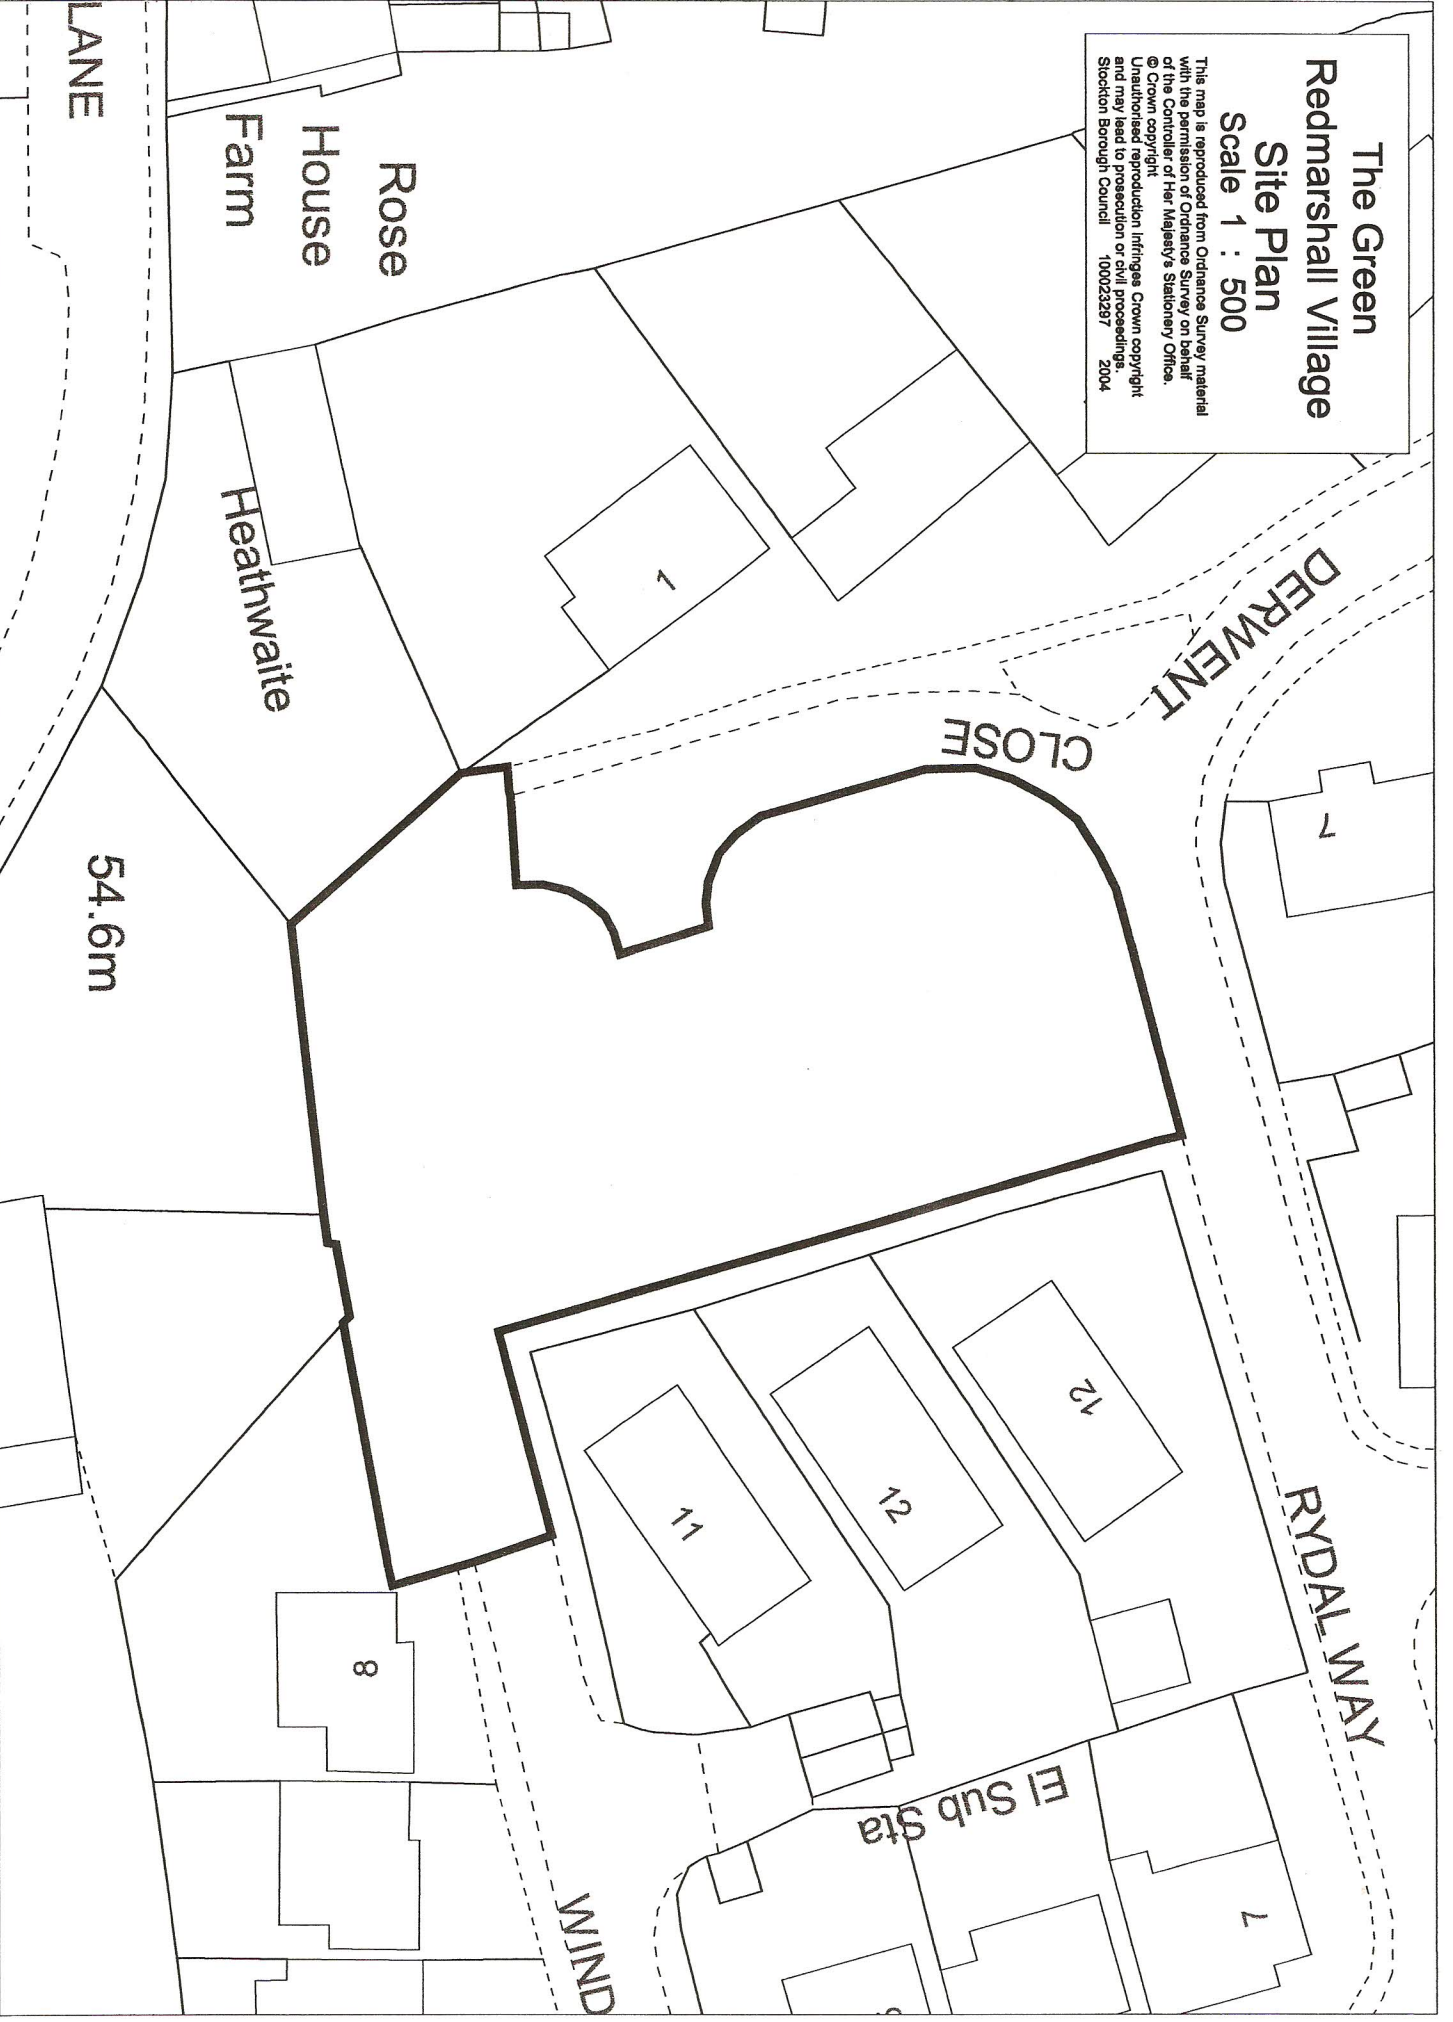 The Green
Redmarshall Village
Site Plan
Scale 1 : 500
This map is reproduced from Ordnance Survey material
with the permission of Ordnance Survey on behalf
of the Controller of Her Majesty's Stationery Office.
© Crown copyright
Unauthorised reproduction infringes Crown copyright
and may lead to prosecution or civil proceedings.
Stockton Borough Council 100023297 2004
DERWENT
CLOSE
7
RYDAL WAY
1
12
12
11
El Sub Sta
7
Rose
House
Farm
Heathwaite
LANE
54.6m
8
WIND